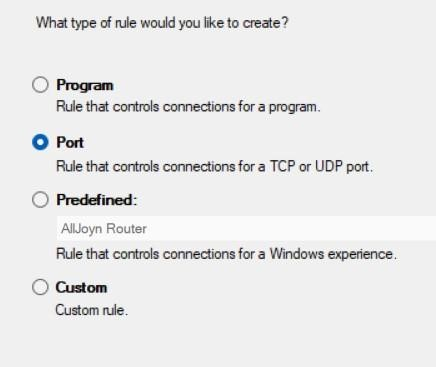 What type of rule would you like to create?
Program
Rule that controls connections for a program.
Port
Rule that controls connections for a TCP or UDP port.
Predefined:
AllJoyn Router
Rule that controls connections for a Windows experience.
Custom
Custom rule.